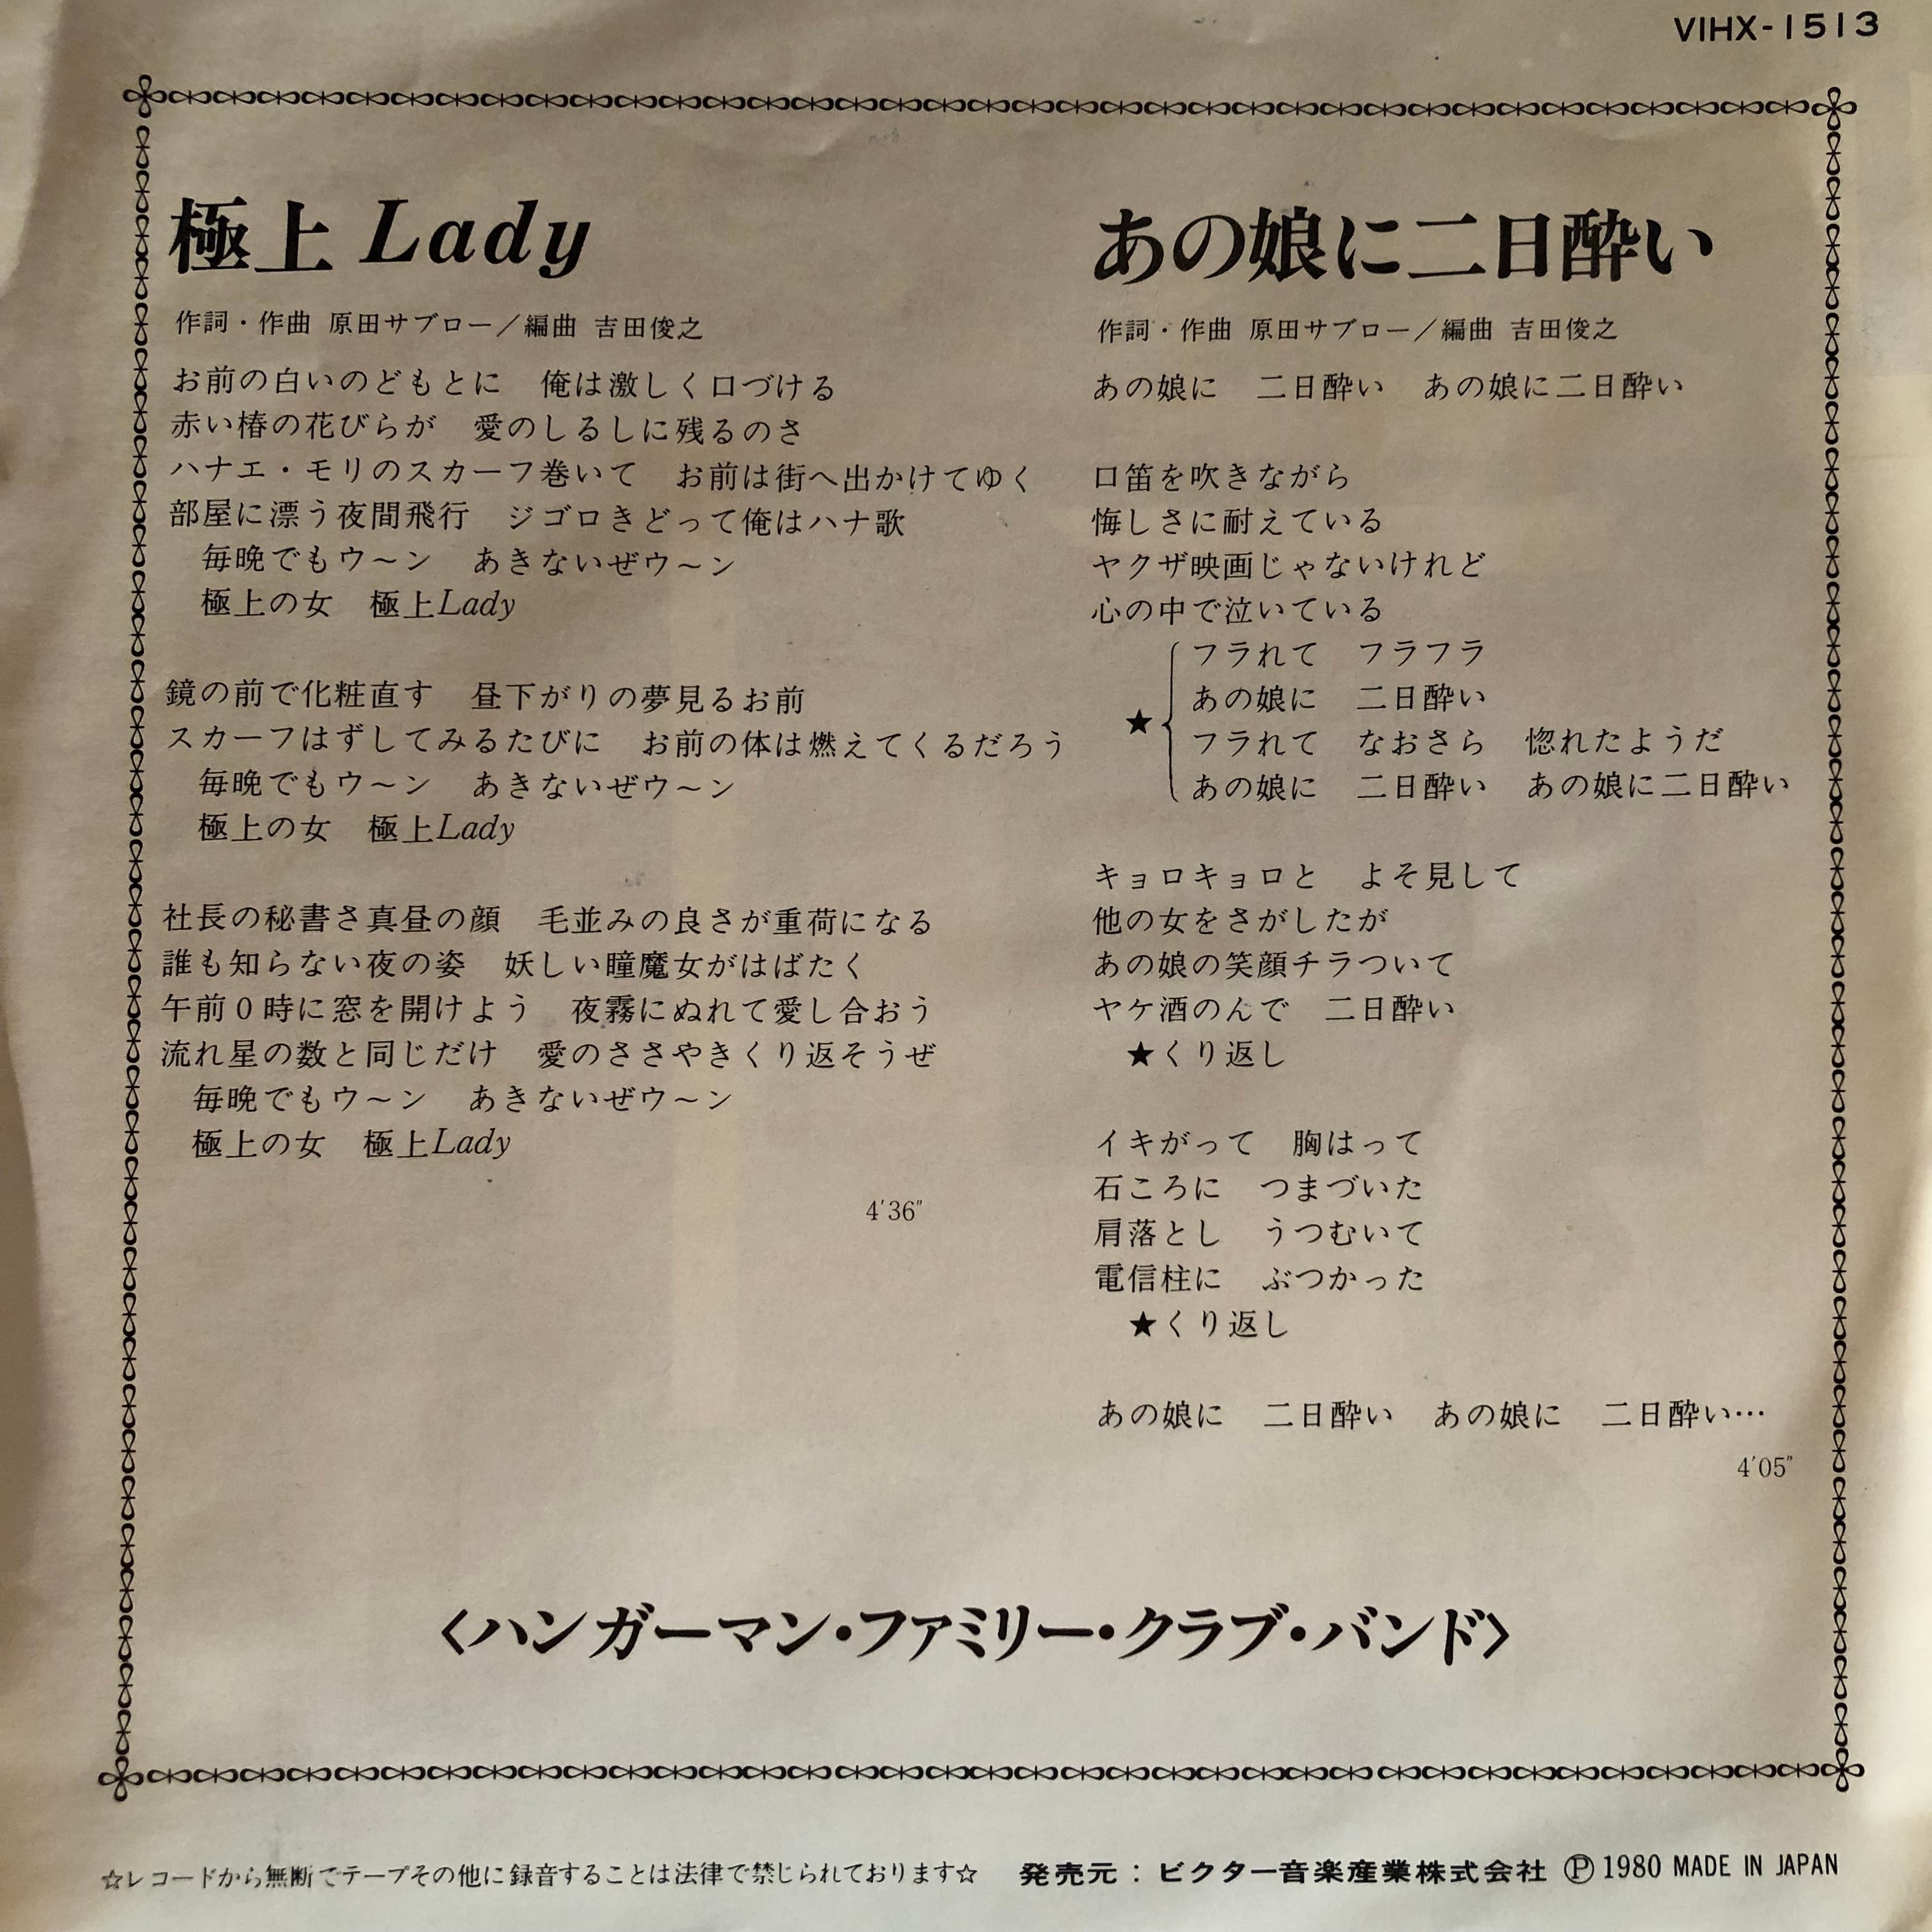 VIHX-1513
極上 Lady
作詞・作曲 原田サブロー／編曲 吉田俊之
お前の白いのどもとに　俺は激しく口づける
赤い椿の花びらが　愛のしるしに残るのさ
ハナエ・モリのスカーフ巻いて　お前は街へ出かけてゆく
部屋に漂う夜間飛行　ジゴロきどって俺はハナ歌
毎晩でもウ〜ン　あきないぜウ〜ン
極上の女　極上Lady
鏡の前で化粧直す　昼下がりの夢見るお前
スカーフはずしてみるたびに　お前の体は燃えてくるだろう
毎晩でもウ〜ン　あきないぜウ〜ン
極上の女　極上Lady
社長の秘書さ真昼の顔　毛並みの良さが重荷になる
誰も知らない夜の姿　妖しい瞳魔女がはばたく
午前0時に窓を開けよう　夜霧にぬれて愛し合おう
流れ星の数と同じだけ　愛のささやきくり返そうぜ
毎晩でもウ〜ン　あきないぜウ〜ン
極上の女　極上Lady
4′36″
あの娘に二日酔い
作詞・作曲 原田サブロー／編曲 吉田俊之
あの娘に　二日酔い　あの娘に二日酔い
口笛を吹きながら
悔しさに耐えている
ヤクザ映画じゃないけれど
心の中で泣いている
フラれて　フラフラ
あの娘に　二日酔い
★
フラれて　なおさら　惚れたようだ
あの娘に　二日酔い　あの娘に二日酔い
キョロキョロと　よそ見して
他の女をさがしたが
あの娘の笑顔チラついて
ヤケ酒のんで　二日酔い
★くり返し
イキがって　胸はって
石ころに　つまづいた
肩落とし　うつむいて
電信柱に　ぶつかった
★くり返し
あの娘に　二日酔い　あの娘に　二日酔い…
4′05″
〈ハンガーマン・ファミリー・クラブ・バンド〉
☆レコードから無断でテープその他に録音することは法律で禁じられております☆　発売元：ビクター音楽産業株式会社 Ⓟ1980 MADE IN JAPAN